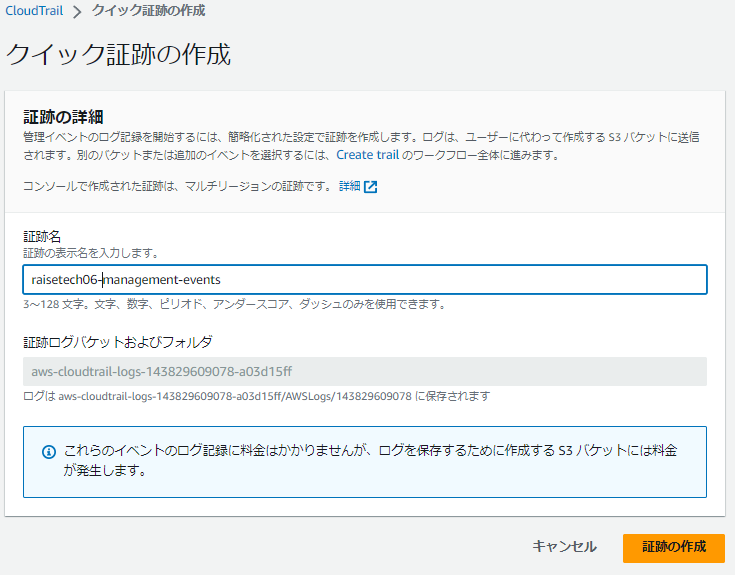 CloudTrail > クイック証跡の作成
クイック証跡の作成
証跡の詳細
管理イベントのログ記録を開始するには、簡略化された設定で証跡を作成します。ログは、ユーザーに代わって作成する S3 バケットに送信
されます。別のバケットまたは追加のイベントを選択するには、Create trail のワークフロー全体に進みます。
コンソールで作成された証跡は、マルチリージョンの証跡です。 詳細
証跡名
証跡の表示名を入力します。
raisetech06-management-events
3～128 文字。文字、数字、ピリオド、アンダースコア、ダッシュのみを使用できます。
証跡ログバケットおよびフォルダ
aws-cloudtrail-logs-143829609078-a03d15ff
ログは aws-cloudtrail-logs-143829609078-a03d15ff/AWSLogs/143829609078 に保存されます
これらのイベントのログ記録に料金はかかりませんが、ログを保存するために作成する S3 バケットには料金
が発生します。
キャンセル 証跡の作成